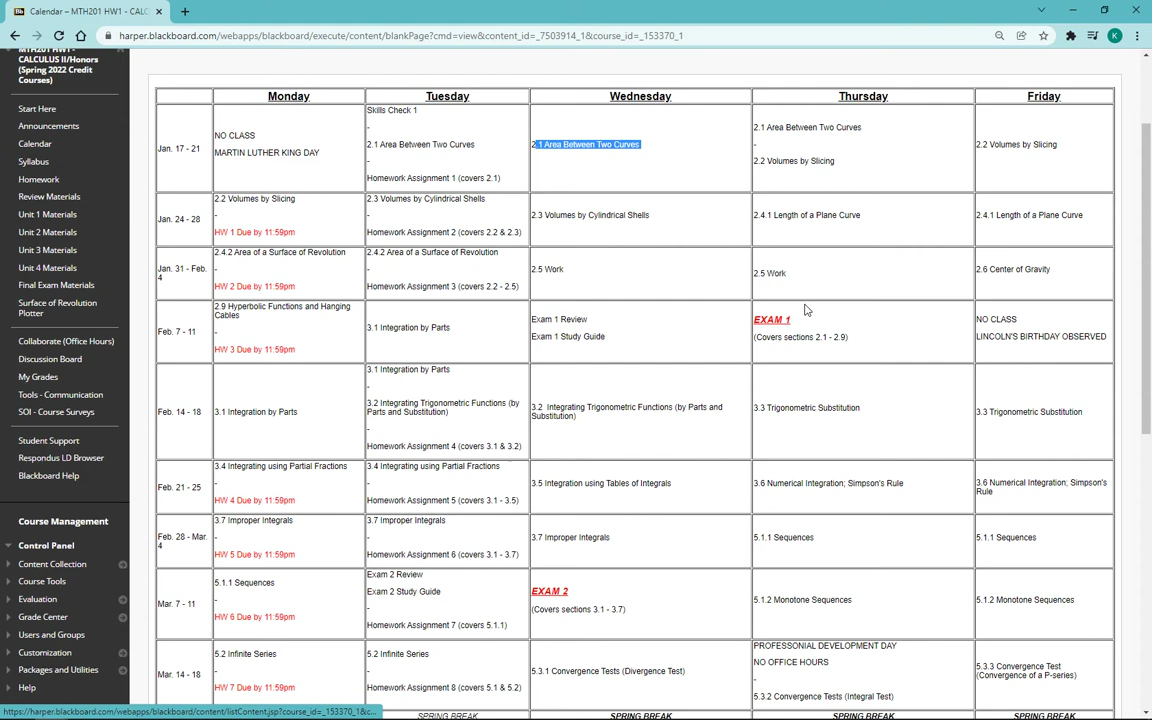 Calendar – MTH201 HW1 - CALC
harper.blackboard.com/webapps/blackboard/execute/content/blankPage?cmd=view&content_id=_7503914_1&course_id=_153370_1
K
MTH201 HW1 -
CALCULUS II/Honors
(Spring 2022 Credit
Courses)
Start Here
Announcements
Calendar
Syllabus
Homework
Review Materials
Unit 1 Materials
Unit 2 Materials
Unit 3 Materials
Unit 4 Materials
Final Exam Materials
Surface of Revolution
Plotter
Collaborate (Office Hours)
Discussion Board
My Grades
Tools - Communication
SOI - Course Surveys
Student Support
Respondus LD Browser
Blackboard Help
Course Management
Control Panel
Content Collection
Course Tools
Evaluation
Grade Center
Users and Groups
Customization
Packages and Utilities
Help
https://harper.blackboard.com/webapps/blackboard/content/listContent.jsp?course_id=_153370_1&c...
Monday
Tuesday
Wednesday
Thursday
Friday
Jan. 17 - 21
NO CLASS
MARTIN LUTHER KING DAY
Skills Check 1
-
2.1 Area Between Two Curves
-
Homework Assignment 1 (covers 2.1)
2.1 Area Between Two Curves
2.1 Area Between Two Curves
-
2.2 Volumes by Slicing
2.2 Volumes by Slicing
Jan. 24 - 28
2.2 Volumes by Slicing
-
HW 1 Due by 11:59pm
2.3 Volumes by Cylindrical Shells
-
Homework Assignment 2 (covers 2.2 & 2.3)
2.3 Volumes by Cylindrical Shells
2.4.1 Length of a Plane Curve
2.4.1 Length of a Plane Curve
Jan. 31 - Feb.
4
2.4.2 Area of a Surface of Revolution
-
HW 2 Due by 11:59pm
2.4.2 Area of a Surface of Revolution
-
Homework Assignment 3 (covers 2.2 - 2.5)
2.5 Work
2.5 Work
2.6 Center of Gravity
Feb. 7 - 11
2.9 Hyperbolic Functions and Hanging
Cables
-
HW 3 Due by 11:59pm
3.1 Integration by Parts
Exam 1 Review
Exam 1 Study Guide
EXAM 1
(Covers sections 2.1 - 2.9)
NO CLASS
LINCOLN'S BIRTHDAY OBSERVED
Feb. 14 - 18
3.1 Integration by Parts
3.1 Integration by Parts
-
3.2 Integrating Trigonometric Functions (by
Parts and Substitution)
-
Homework Assignment 4 (covers 3.1 & 3.2)
3.2 Integrating Trigonometric Functions (by Parts and
Substitution)
3.3 Trigonometric Substitution
3.3 Trigonometric Substitution
Feb. 21 - 25
3.4 Integrating using Partial Fractions
-
HW 4 Due by 11:59pm
3.4 Integrating using Partial Fractions
-
Homework Assignment 5 (covers 3.1 - 3.5)
3.5 Integration using Tables of Integrals
3.6 Numerical Integration; Simpson's Rule
3.6 Numerical Integration; Simpson's
Rule
Feb. 28 - Mar.
4
3.7 Improper Integrals
-
HW 5 Due by 11:59pm
3.7 Improper Integrals
-
Homework Assignment 6 (covers 3.1 - 3.7)
3.7 Improper Integrals
5.1.1 Sequences
5.1.1 Sequences
Mar. 7 - 11
5.1.1 Sequences
-
HW 6 Due by 11:59pm
Exam 2 Review
Exam 2 Study Guide
-
Homework Assignment 7 (covers 5.1.1)
EXAM 2
(Covers sections 3.1 - 3.7)
5.1.2 Monotone Sequences
5.1.2 Monotone Sequences
Mar. 14 - 18
5.2 Infinite Series
-
HW 7 Due by 11:59pm
5.2 Infinite Series
-
Homework Assignment 8 (covers 5.1 & 5.2)
5.3.1 Convergence Tests (Divergence Test)
PROFESSONIAL DEVELOPMENT DAY
NO OFFICE HOURS
-
5.3.2 Convergence Tests (Integral Test)
5.3.3 Convergence Test
(Convergence of a P-series)
SPRING BREAK
SPRING BREAK
SPRING BREAK
SPRING BREAK